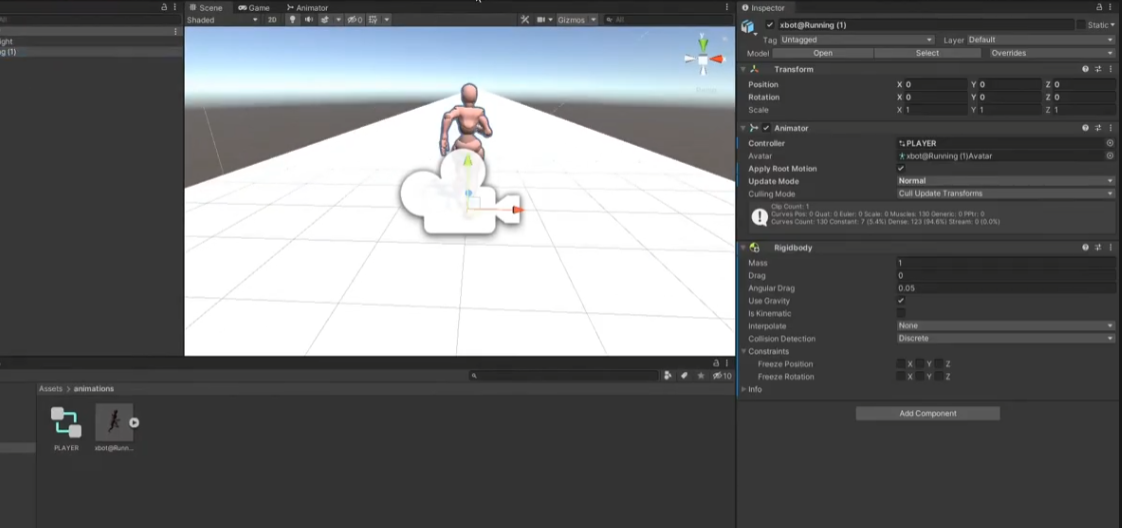 Scene Game Animator
Shaded 2D Gizmos All
ight
g (1)
Assets > animations
PLAYER xbot@Runn...
10
Inspector
xbot@Running (1) Static
Tag Untagged Layer Default
Model Open Select Overrides
Transform
Position X 0 Y 0 Z 0
Rotation X 0 Y 0 Z 0
Scale X 1 Y 1 Z 1
Animator
Controller PLAYER
Avatar xbot@Running (1)Avatar
Apply Root Motion
Update Mode Normal
Culling Mode Cull Update Transforms
Clip Count: 1
Curves Pos: 0 Quat: 0 Euler: 0 Scale: 0 Muscles: 130 Generic: 0 PPtr: 0
Curves Count: 130 Constant: 7 (5.4%) Dense: 123 (94.6%) Stream: 0 (0.0%)
Rigidbody
Mass 1
Drag 0
Angular Drag 0.05
Use Gravity
Is Kinematic
Interpolate None
Collision Detection Discrete
Constraints
Freeze Position X Y Z
Freeze Rotation X Y Z
Info
Add Component